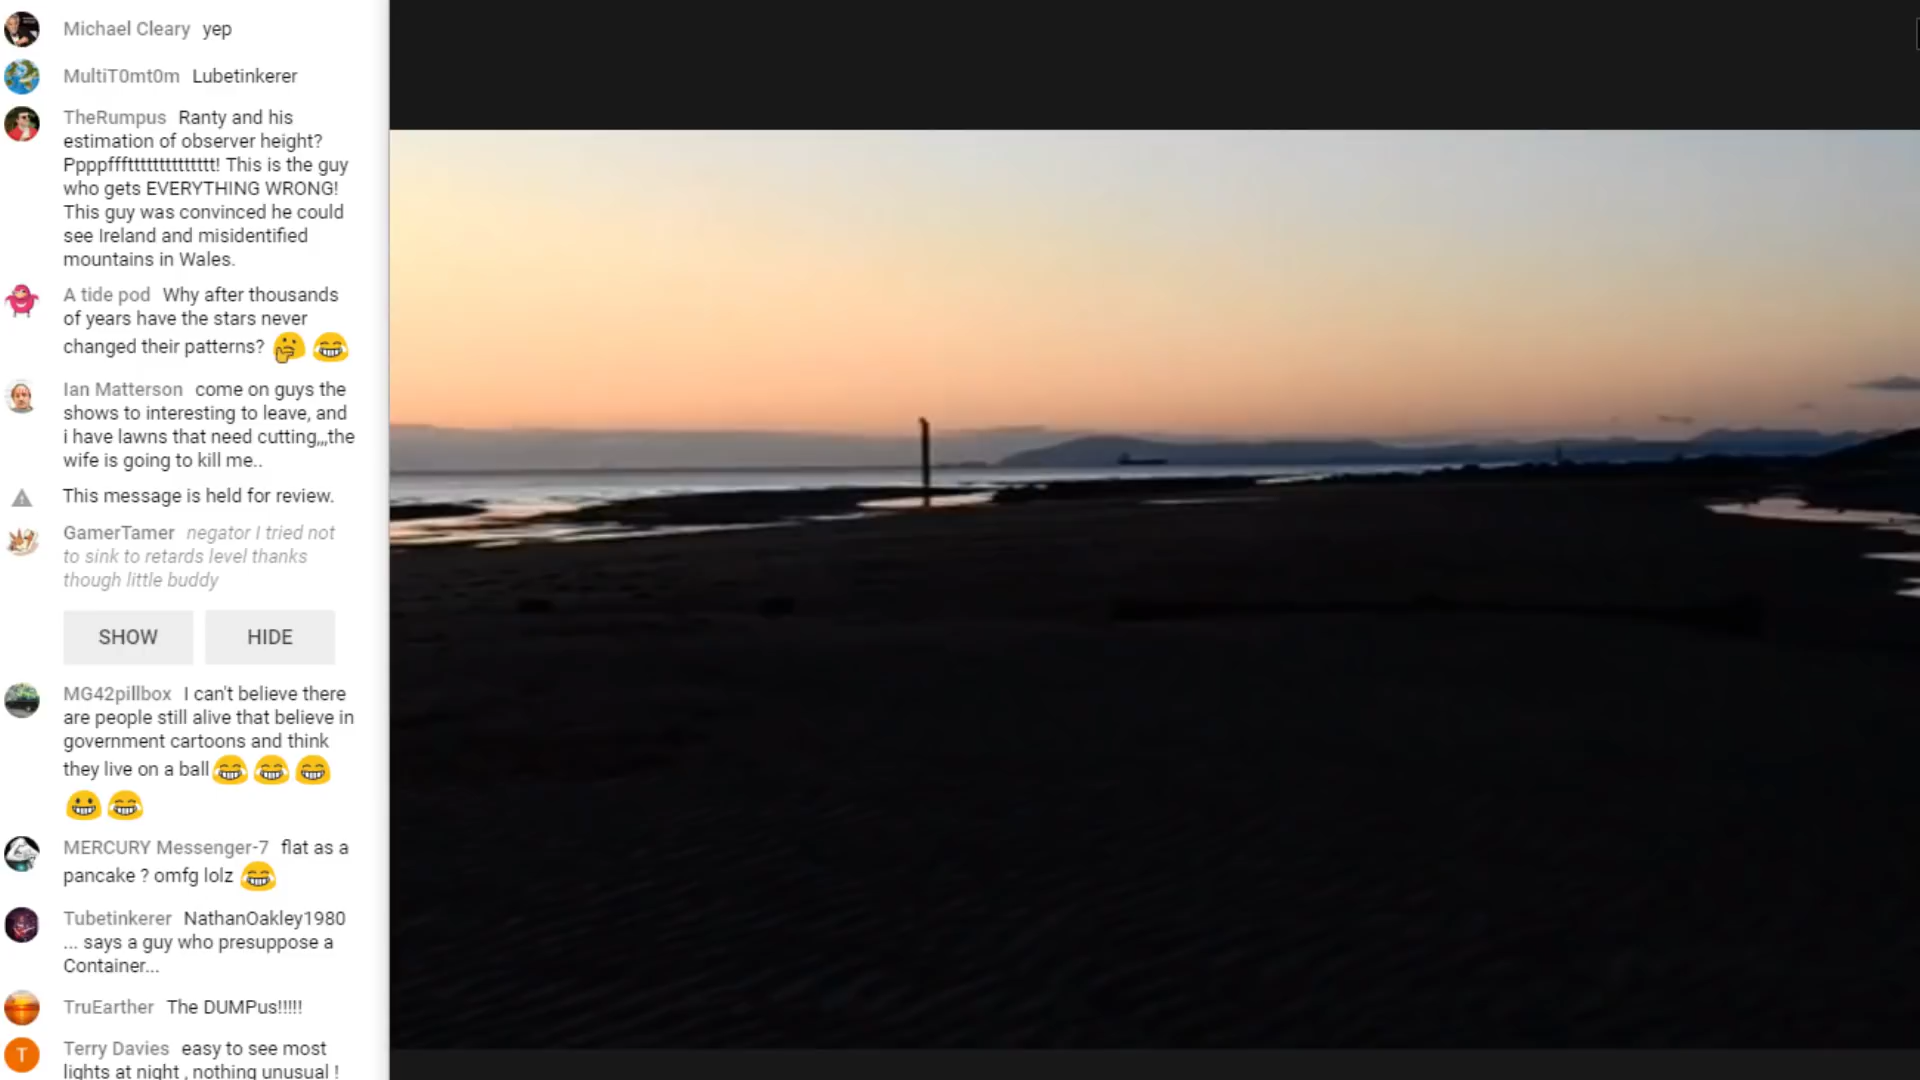 Michael Cleary yep
MultiT0mt0m Lubetinkerer
TheRumpus Ranty and his
estimation of observer height?
Ppppfffttttttttttttttt! This is the guy
who gets EVERYTHING WRONG!
This guy was convinced he could
see Ireland and misidentified
mountains in Wales.
A tide pod Why after thousands
of years have the stars never
changed their patterns? 🤔 😂
Ian Matterson come on guys the
shows to interesting to leave, and
i have lawns that need cutting,,,the
wife is going to kill me..
This message is held for review.
GamerTamer negator I tried not
to sink to retards level thanks
though little buddy
SHOW HIDE
MG42pillbox I can't believe there
are people still alive that believe in
government cartoons and think
they live on a ball 😂 😂 😂
😀 😂
MERCURY Messenger-7 flat as a
pancake ? omfg lolz 😂
Tubetinkerer NathanOakley1980
... says a guy who presuppose a
Container...
TruEarther The DUMPus!!!!!
T Terry Davies easy to see most
lights at night , nothing unusual !